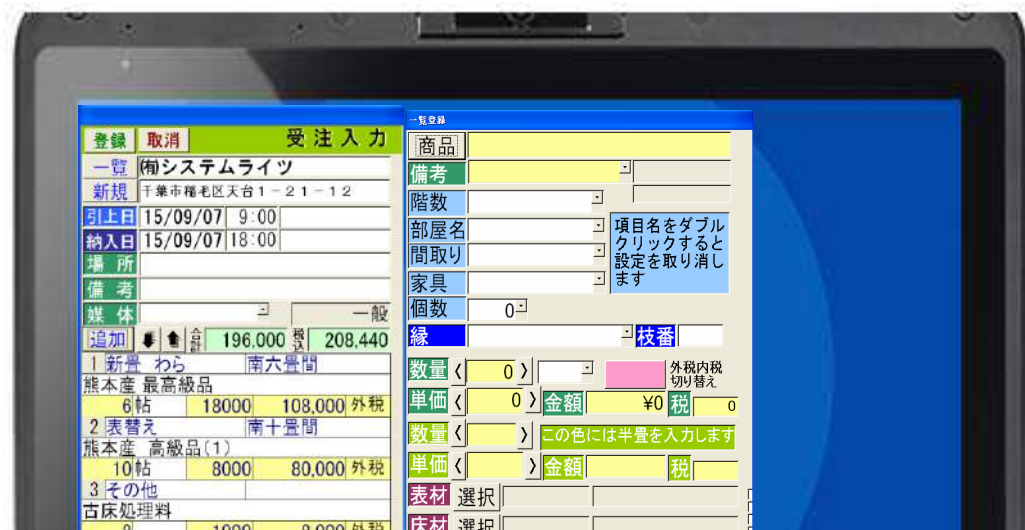 登録 取消 受注入力
一覧 ㈲システムライツ
新規 千葉市稲毛区天台1-21-12
引上日 15/09/07 9:00
納入日 15/09/07 18:00
場所
備考
媒体 一般
追加 合計 196,000 税込 208,440
1 新畳 わら 南六畳間
熊本産 最高級品
6 帖 18000 108,000 外税
2 表替え 南十畳間
熊本産 高級品(1)
10 帖 8000 80,000 外税
3 その他
古床処理料
一覧登録
商品
備考
階数
部屋名
間取り
家具
個数 0
項目名をダブル
クリックすると
設定を取り消し
ます
縁 枝番
数量 〈 0 〉 外税内税
切り替え
単価 〈 0 〉 金額 ¥0 税 0
数量 〈 〉 この色には半畳を入力します
単価 〈 〉 金額 税
表材 選択
床材 選択